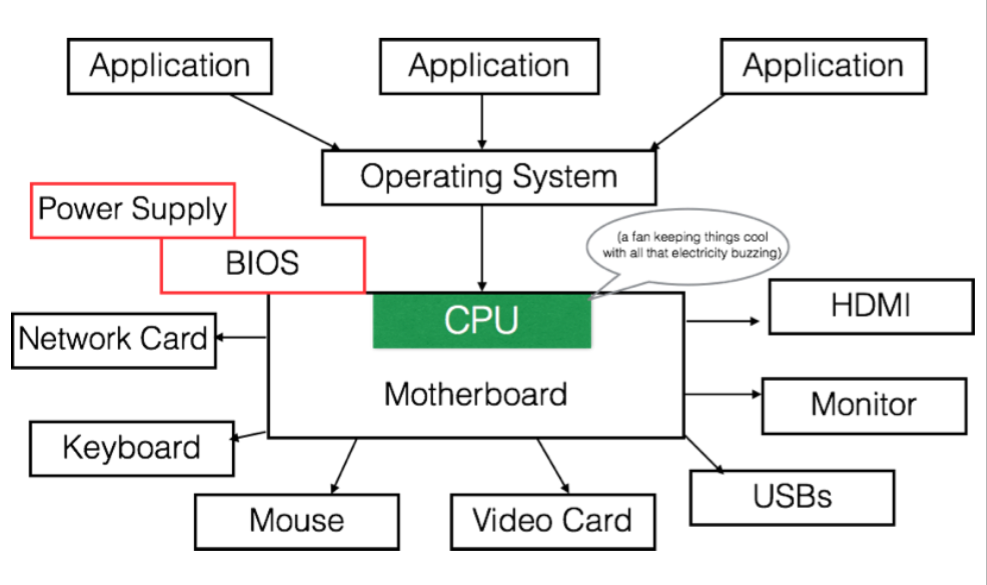 Application
Application
Application
Operating System
Power Supply
BIOS
(a fan keeping things cool
with all that electricity buzzing)
CPU
HDMI
Network Card
Motherboard
Monitor
Keyboard
USBs
Mouse
Video Card